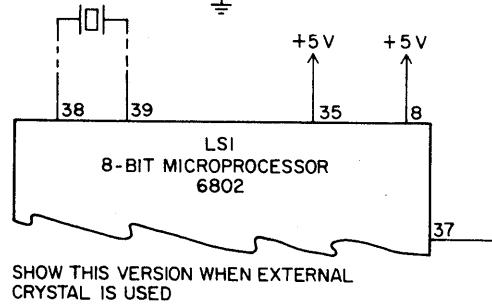 +5 V +5 V
38 39 35 8
LSI
8-BIT MICROPROCESSOR
6802
37
SHOW THIS VERSION WHEN EXTERNAL
CRYSTAL IS USED